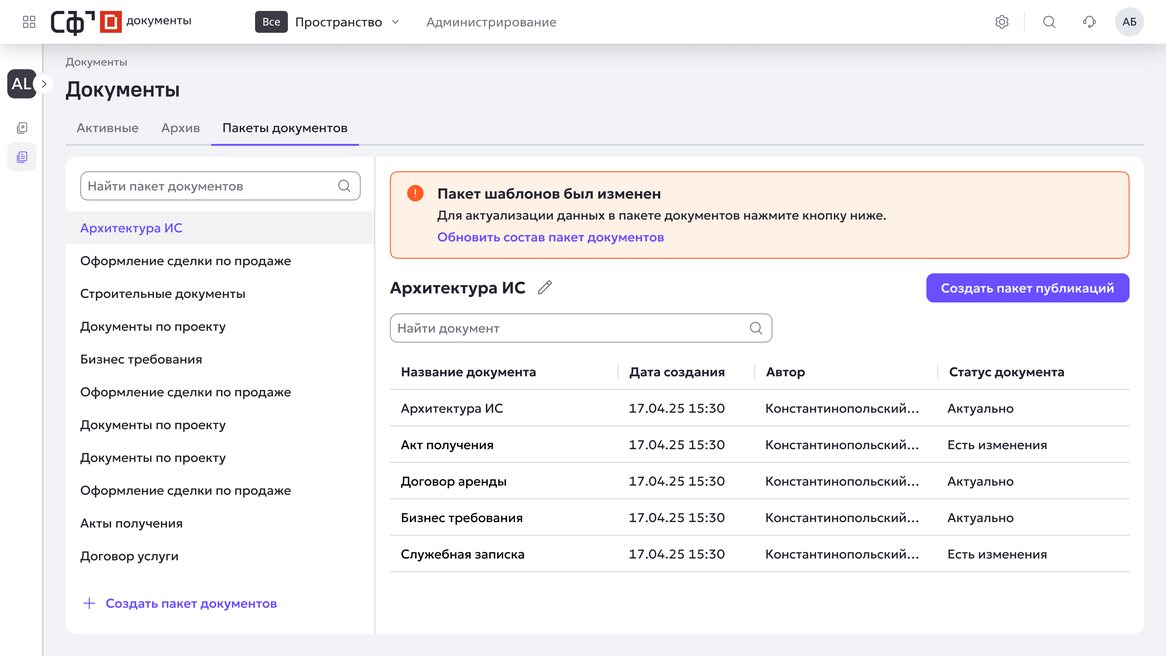 СФ документы
Все
Пространство
Администрирование
АБ
AL
Документы
Документы
Активные
Архив
Пакеты документов
Найти пакет документов
Архитектура ИС
Оформление сделки по продаже
Строительные документы
Документы по проекту
Бизнес требования
Оформление сделки по продаже
Документы по проекту
Документы по проекту
Оформление сделки по продаже
Акты получения
Договор услуги
Создать пакет документов
Пакет шаблонов был изменен
Для актуализации данных в пакете документов нажмите кнопку ниже.
Обновить состав пакет документов
Архитектура ИС
Создать пакет публикаций
Найти документ
Название документа Дата создания Автор Статус документа
Архитектура ИС 17.04.25 15:30 Константинопольский... Актуально
Акт получения 17.04.25 15:30 Константинопольский... Есть изменения
Договор аренды 17.04.25 15:30 Константинопольский... Актуально
Бизнес требования 17.04.25 15:30 Константинопольский... Актуально
Служебная записка 17.04.25 15:30 Константинопольский... Есть изменения